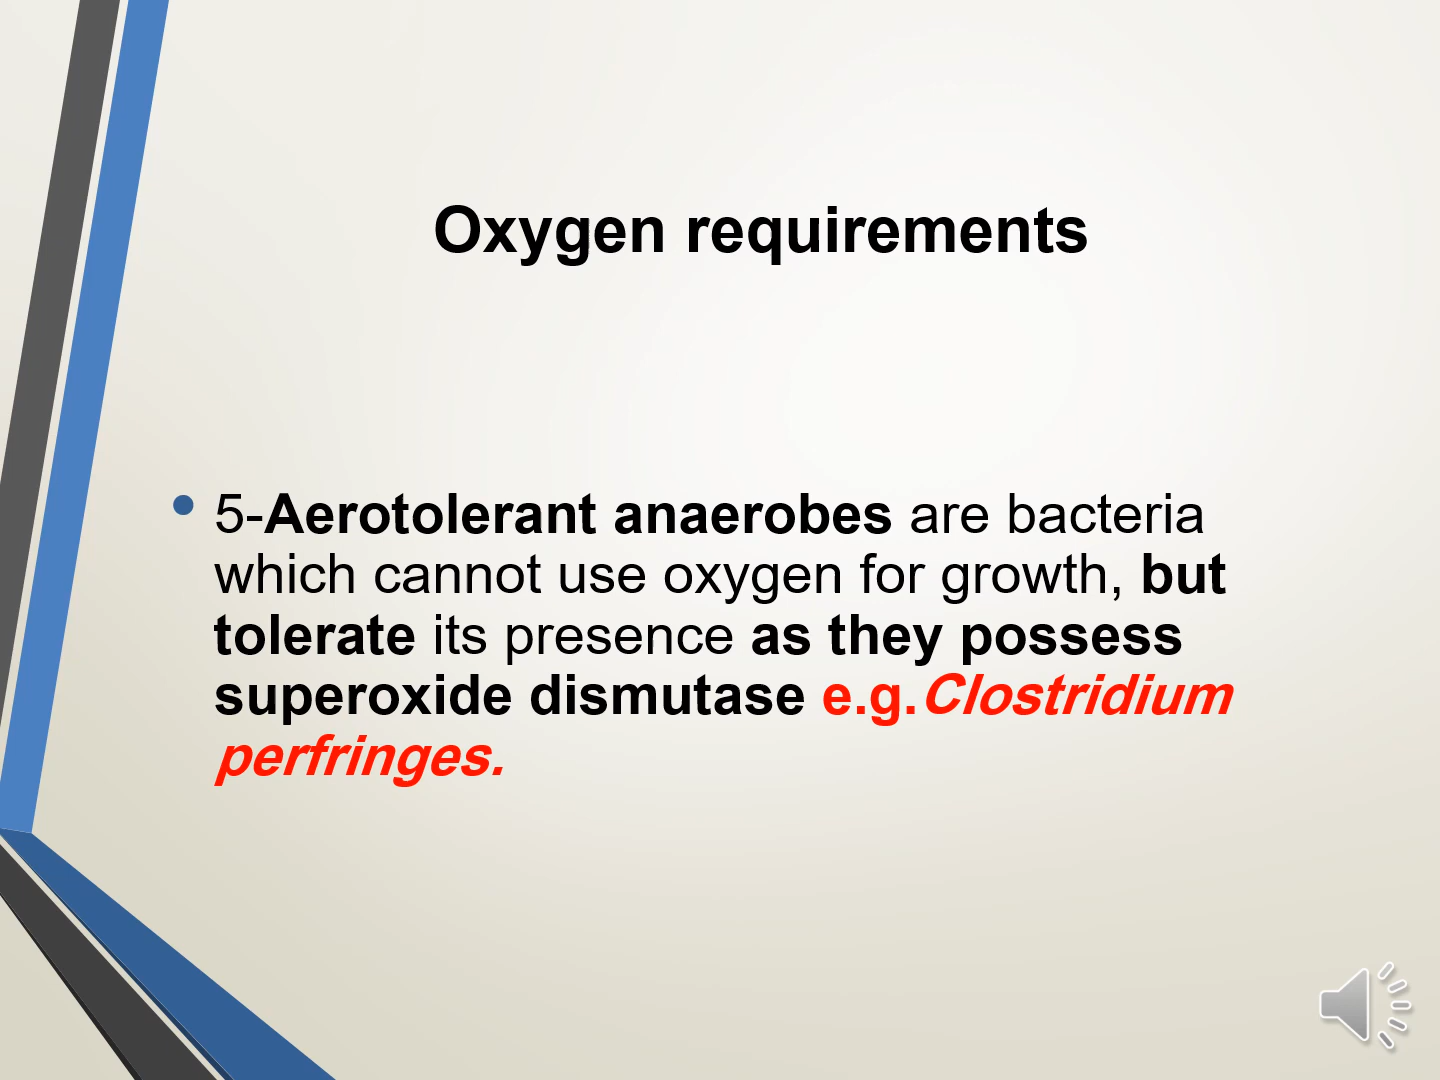 Oxygen requirements
• 5-Aerotolerant anaerobes are bacteria
which cannot use oxygen for growth, but
tolerate its presence as they possess
superoxide dismutase e.g.Clostridium
perfringes.